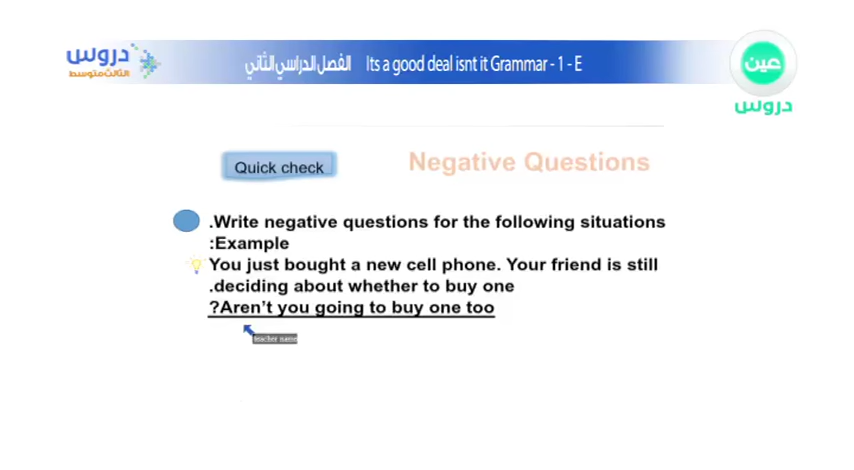 دروس
الثالث متوسط
الفصل الدراسي الثاني Its a good deal isnt it Grammar - 1 - E
عين
دروس
Quick check
Negative Questions
.Write negative questions for the following situations
:Example
You just bought a new cell phone. Your friend is still
.deciding about whether to buy one
?Aren't you going to buy one too
teacher name